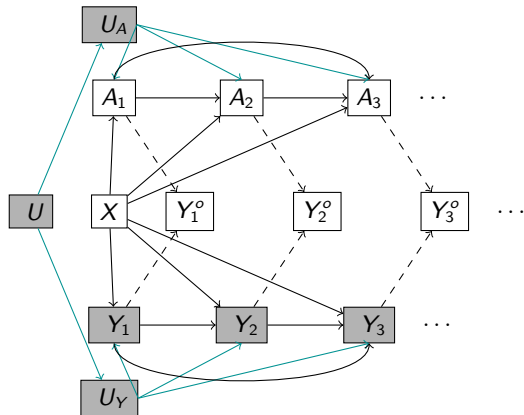 U_A
A_1 A_2 A_3 ...
U X Y_1^o Y_2^o Y_3^o ...
Y_1 Y_2 Y_3 ...
U_Y